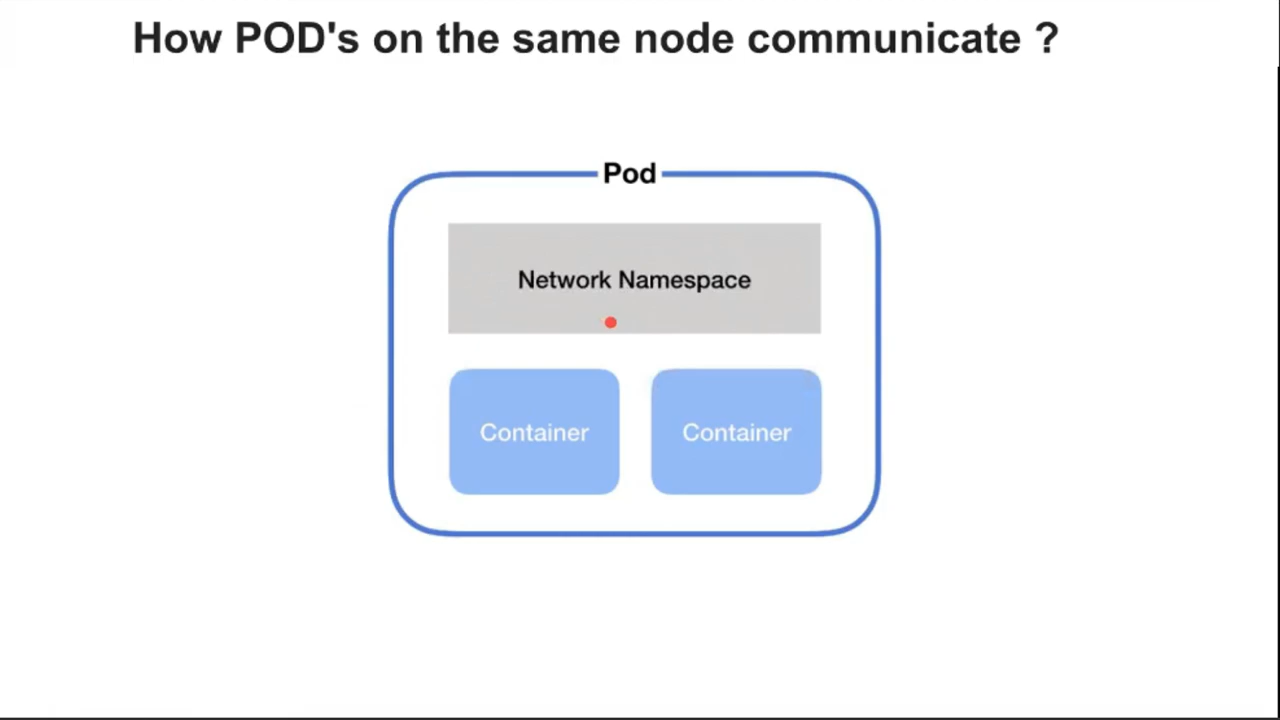 How POD's on the same node communicate ?
Pod
Network Namespace
Container
Container